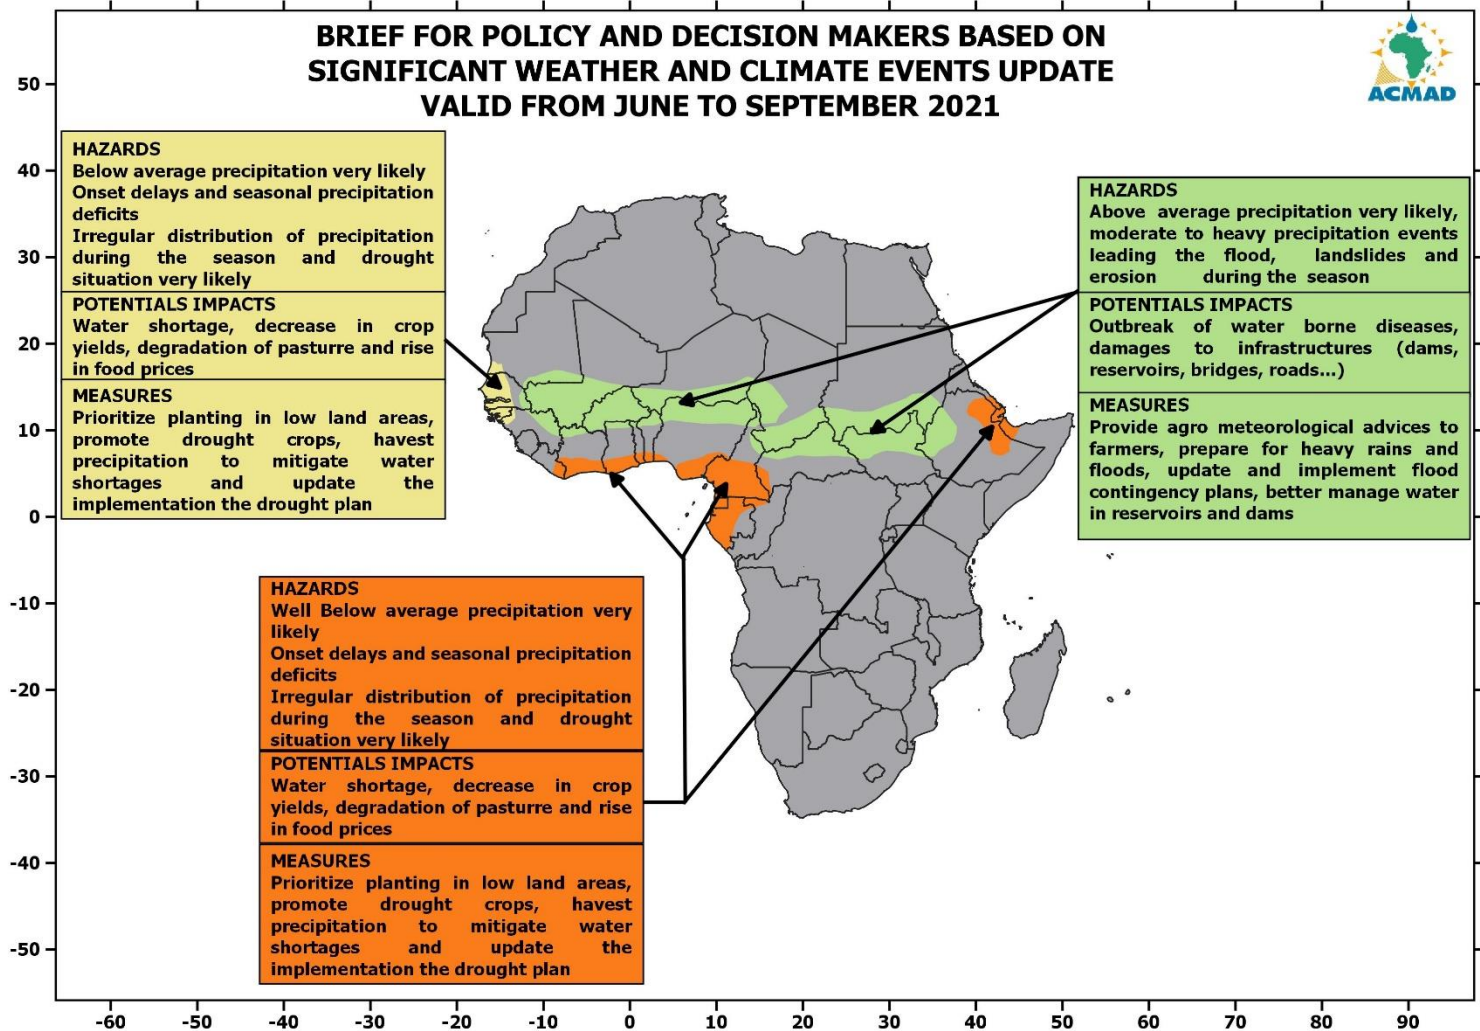 BRIEF FOR POLICY AND DECISION MAKERS BASED ON
SIGNIFICANT WEATHER AND CLIMATE EVENTS UPDATE
VALID FROM JUNE TO SEPTEMBER 2021
ACMAD
HAZARDS
Below average precipitation very likely
Onset delays and seasonal precipitation
deficits
Irregular distribution of precipitation
during the season and drought
situation very likely
POTENTIALS IMPACTS
Water shortage, decrease in crop
yields, degradation of pasturre and rise
in food prices
MEASURES
Prioritize planting in low land areas,
promote drought crops, havest
precipitation to mitigate water
shortages and update the
implementation the drought plan
HAZARDS
Above average precipitation very likely,
moderate to heavy precipitation events
leading the flood, landslides and
erosion during the season
POTENTIALS IMPACTS
Outbreak of water borne diseases,
damages to infrastructures (dams,
reservoirs, bridges, roads...)
MEASURES
Provide agro meteorological advices to
farmers, prepare for heavy rains and
floods, update and implement flood
contingency plans, better manage water
in reservoirs and dams
HAZARDS
Well Below average precipitation very
likely
Onset delays and seasonal precipitation
deficits
Irregular distribution of precipitation
during the season and drought
situation very likely
POTENTIALS IMPACTS
Water shortage, decrease in crop
yields, degradation of pasturre and rise
in food prices
MEASURES
Prioritize planting in low land areas,
promote drought crops, havest
precipitation to mitigate water
shortages and update the
implementation the drought plan
50
40
30
20
10
0
-10
-20
-30
-40
-50
-60 -50 -40 -30 -20 -10 0 10 20 30 40 50 60 70 80 90